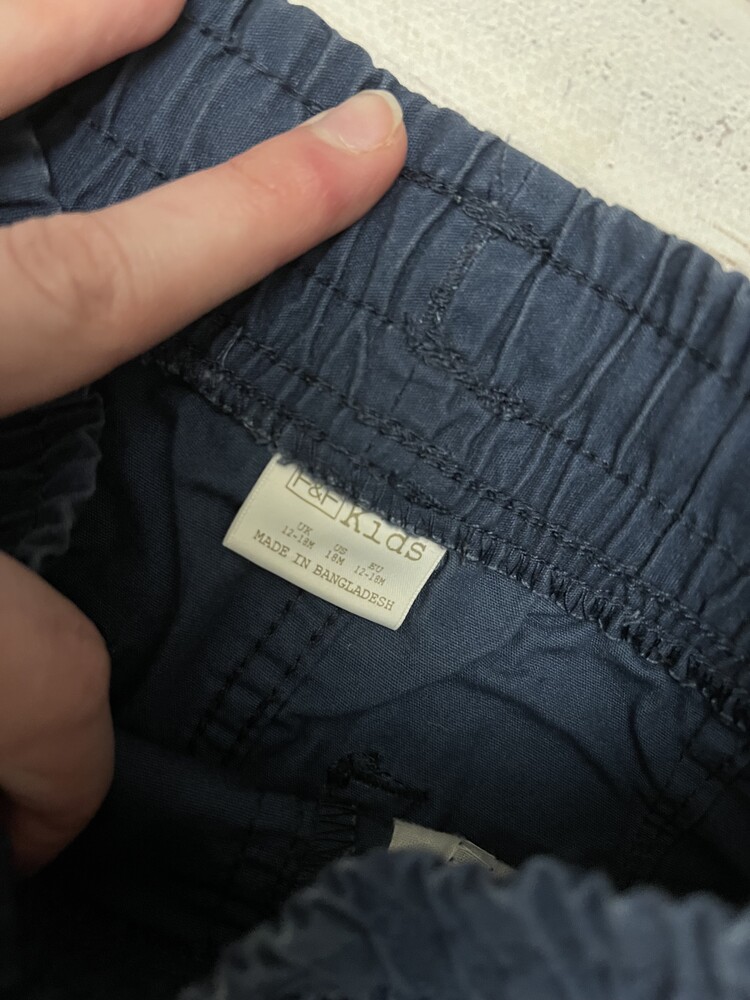 F&F Kids
UK US EU
12-18M 18M 12-18M
MADE IN BANGLADESH